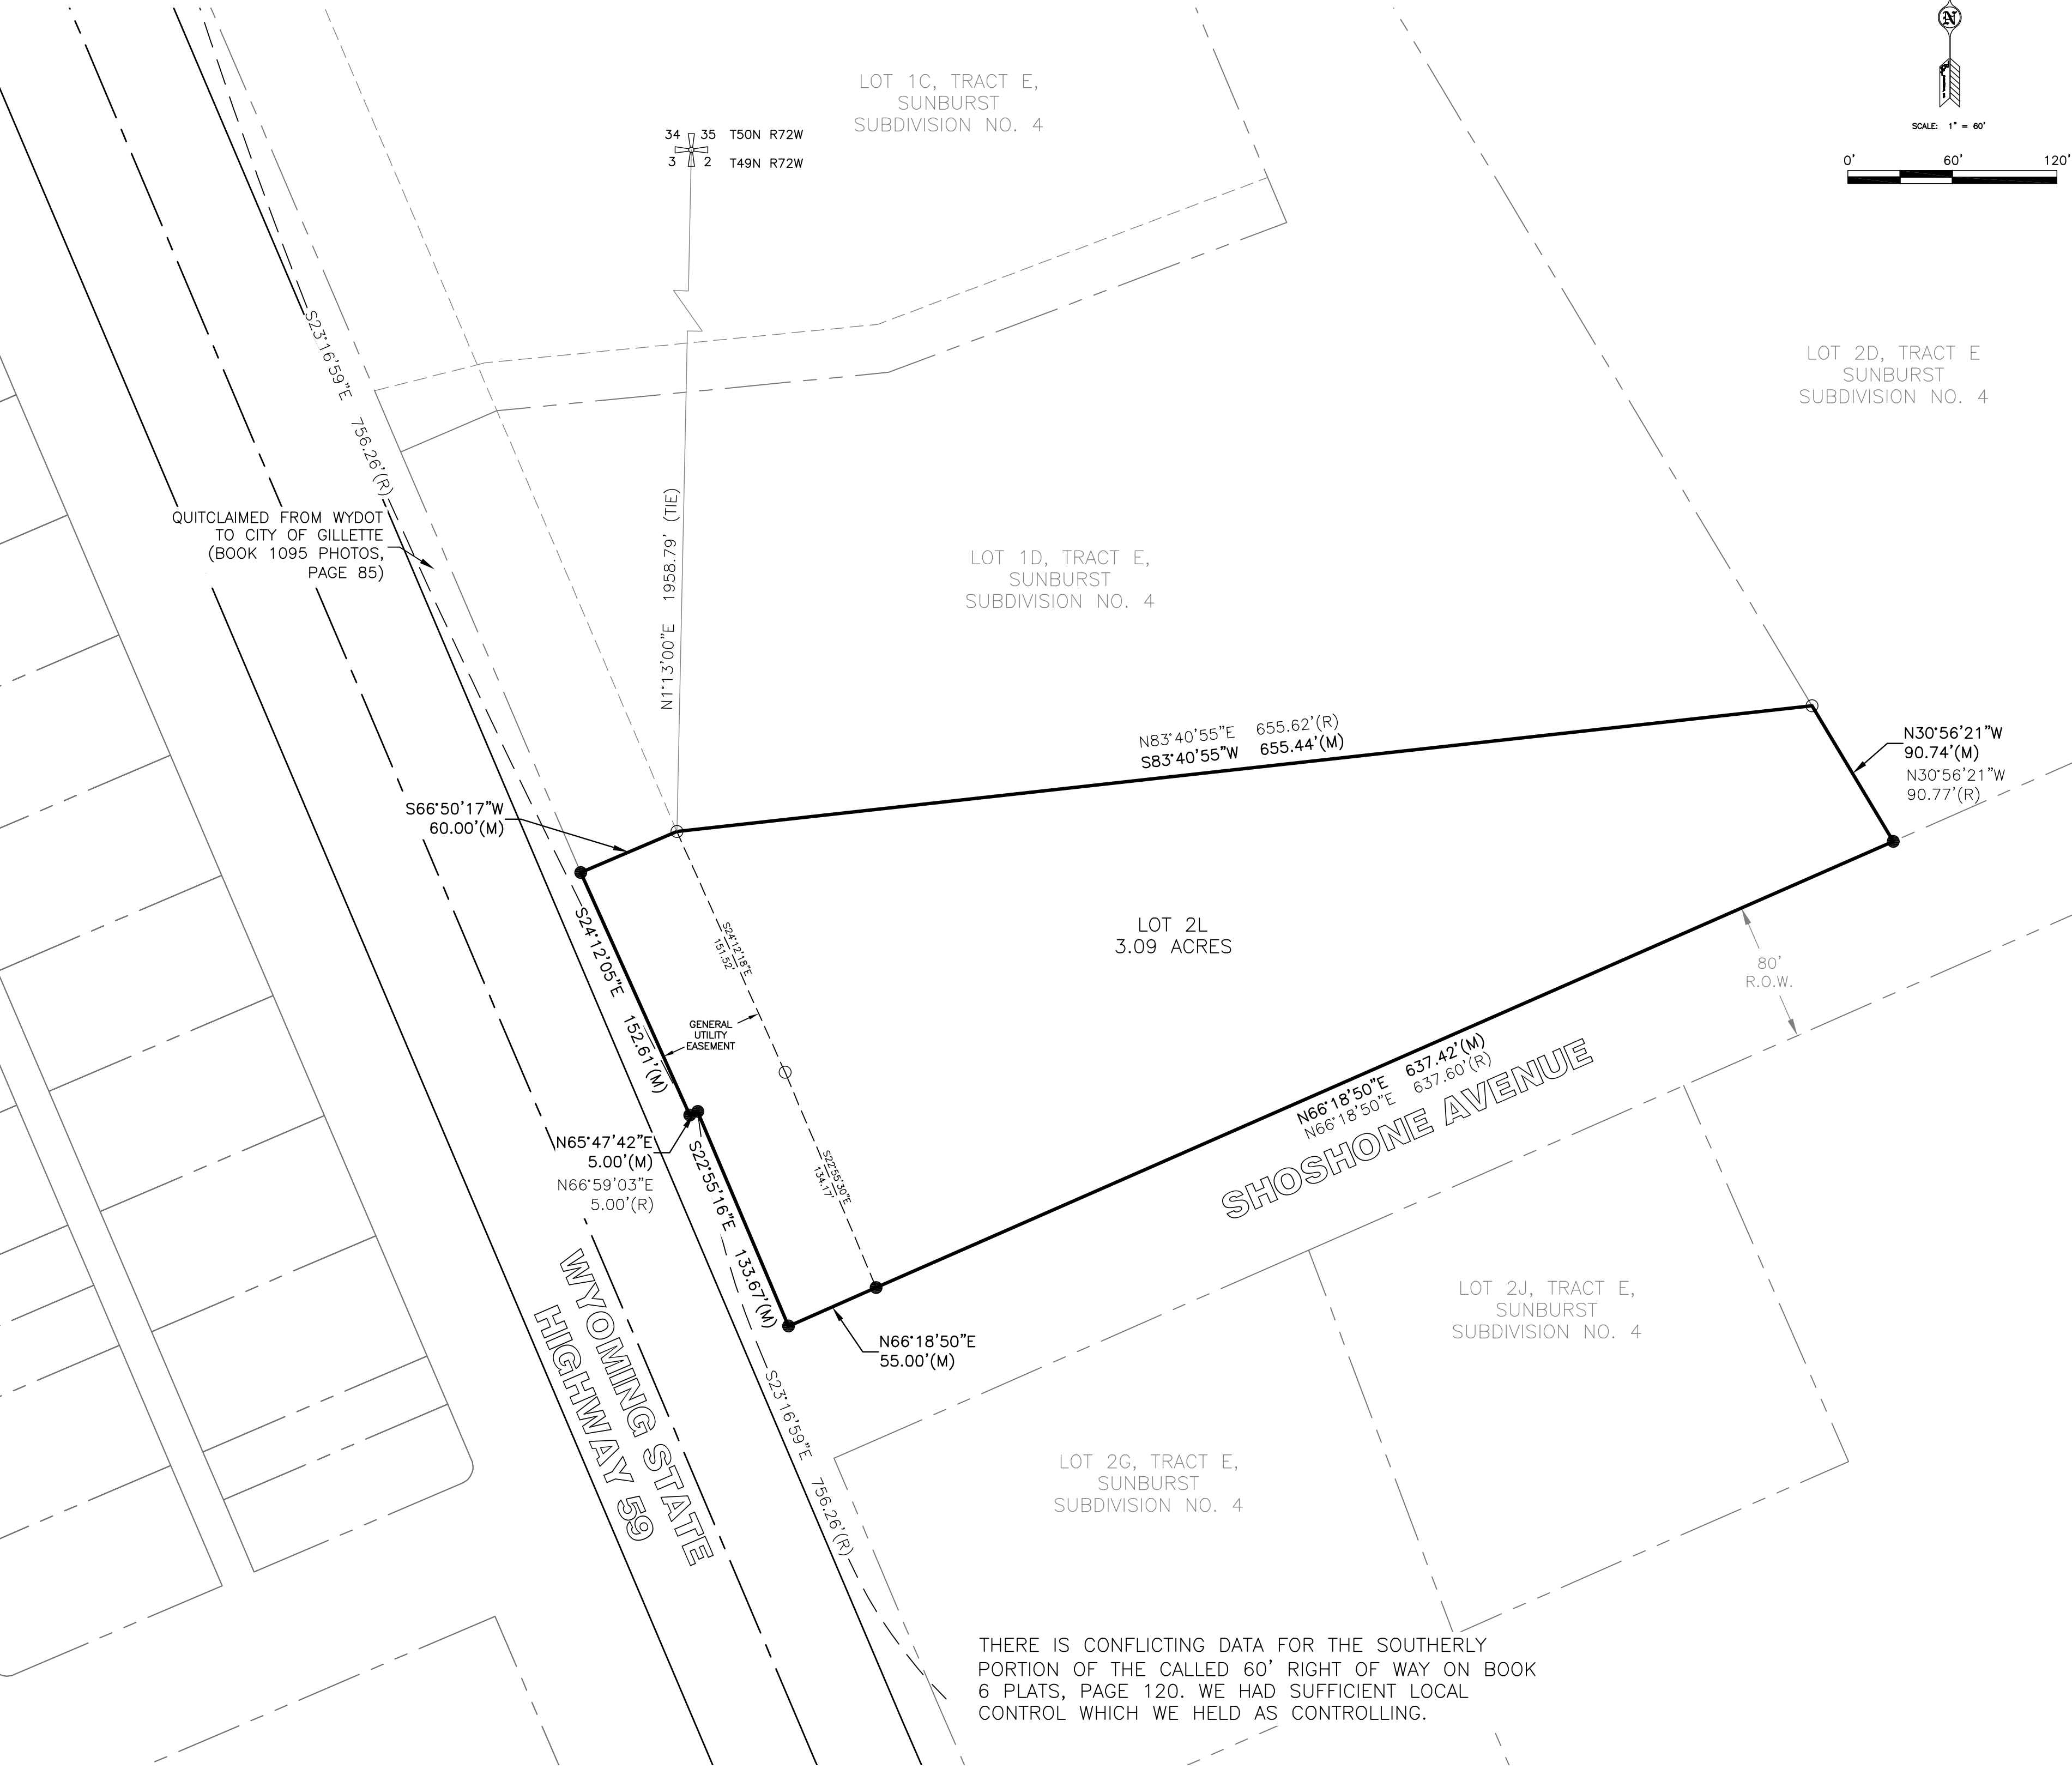 N
SCALE: 1" = 60'
0' 60' 120'
LOT 1C, TRACT E,
SUNBURST
SUBDIVISION NO. 4
34 35 T50N R72W
3 2 T49N R72W
S23°16'59"E 756.26'(R)
LOT 2D, TRACT E
SUNBURST
SUBDIVISION NO. 4
QUITCLAIMED FROM WYDOT
TO CITY OF GILLETTE
(BOOK 1095 PHOTOS,
PAGE 85)
N1°13'00"E 1958.79' (TIE)
LOT 1D, TRACT E,
SUNBURST
SUBDIVISION NO. 4
N83°40'55"E 655.62'(R)
S83°40'55"W 655.44'(M)
N30°56'21"W
90.74'(M)
N30°56'21"W
90.77'(R)
S66°50'17"W
60.00'(M)
S24°12'05"E 152.61'(M)
S24°12'18"E
151.52'
LOT 2L
3.09 ACRES
80'
R.O.W.
GENERAL
UTILITY
EASEMENT
N66°18'50"E 637.42'(M)
N66°18'50"E 637.60'(R)
SHOSHONE AVENUE
N65°47'42"E
5.00'(M)
N66°59'03"E
5.00'(R)
S22°55'16"E 133.67'(M)
S22°55'30"E
134.17'
N66°18'50"E
55.00'(M)
WYOMING STATE
HIGHWAY 59
S23°16'59"E 756.26'(R)
LOT 2J, TRACT E,
SUNBURST
SUBDIVISION NO. 4
LOT 2G, TRACT E,
SUNBURST
SUBDIVISION NO. 4
THERE IS CONFLICTING DATA FOR THE SOUTHERLY
PORTION OF THE CALLED 60' RIGHT OF WAY ON BOOK
6 PLATS, PAGE 120. WE HAD SUFFICIENT LOCAL
CONTROL WHICH WE HELD AS CONTROLLING.